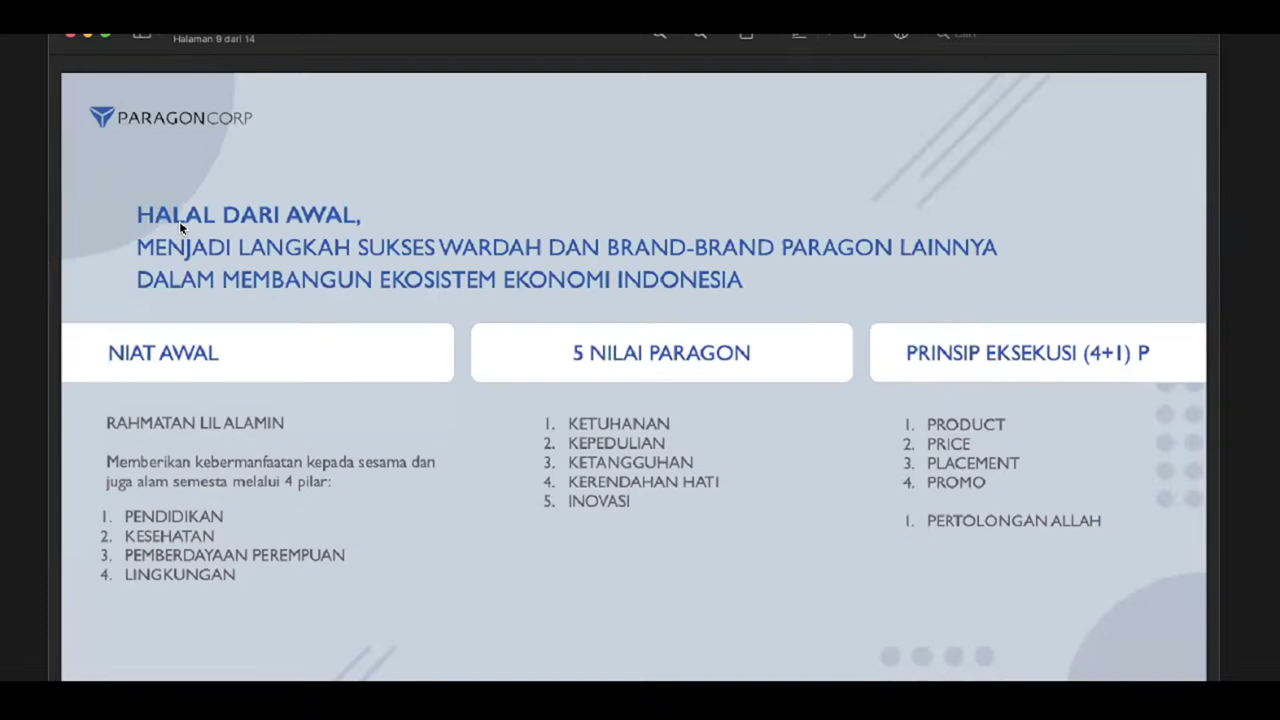 Halaman 9 dari 14
PARAGONCORP
HALAL DARI AWAL,
MENJADI LANGKAH SUKSES WARDAH DAN BRAND-BRAND PARAGON LAINNYA
DALAM MEMBANGUN EKOSISTEM EKONOMI INDONESIA
NIAT AWAL
RAHMATAN LIL ALAMIN
Memberikan kebermanfaatan kepada sesama dan
juga alam semesta melalui 4 pilar:
1. PENDIDIKAN
2. KESEHATAN
3. PEMBERDAYAAN PEREMPUAN
4. LINGKUNGAN
5 NILAI PARAGON
1. KETUHANAN
2. KEPEDULIAN
3. KETANGGUHAN
4. KERENDAHAN HATI
5. INOVASI
PRINSIP EKSEKUSI (4+1) P
1. PRODUCT
2. PRICE
3. PLACEMENT
4. PROMO
1. PERTOLONGAN ALLAH